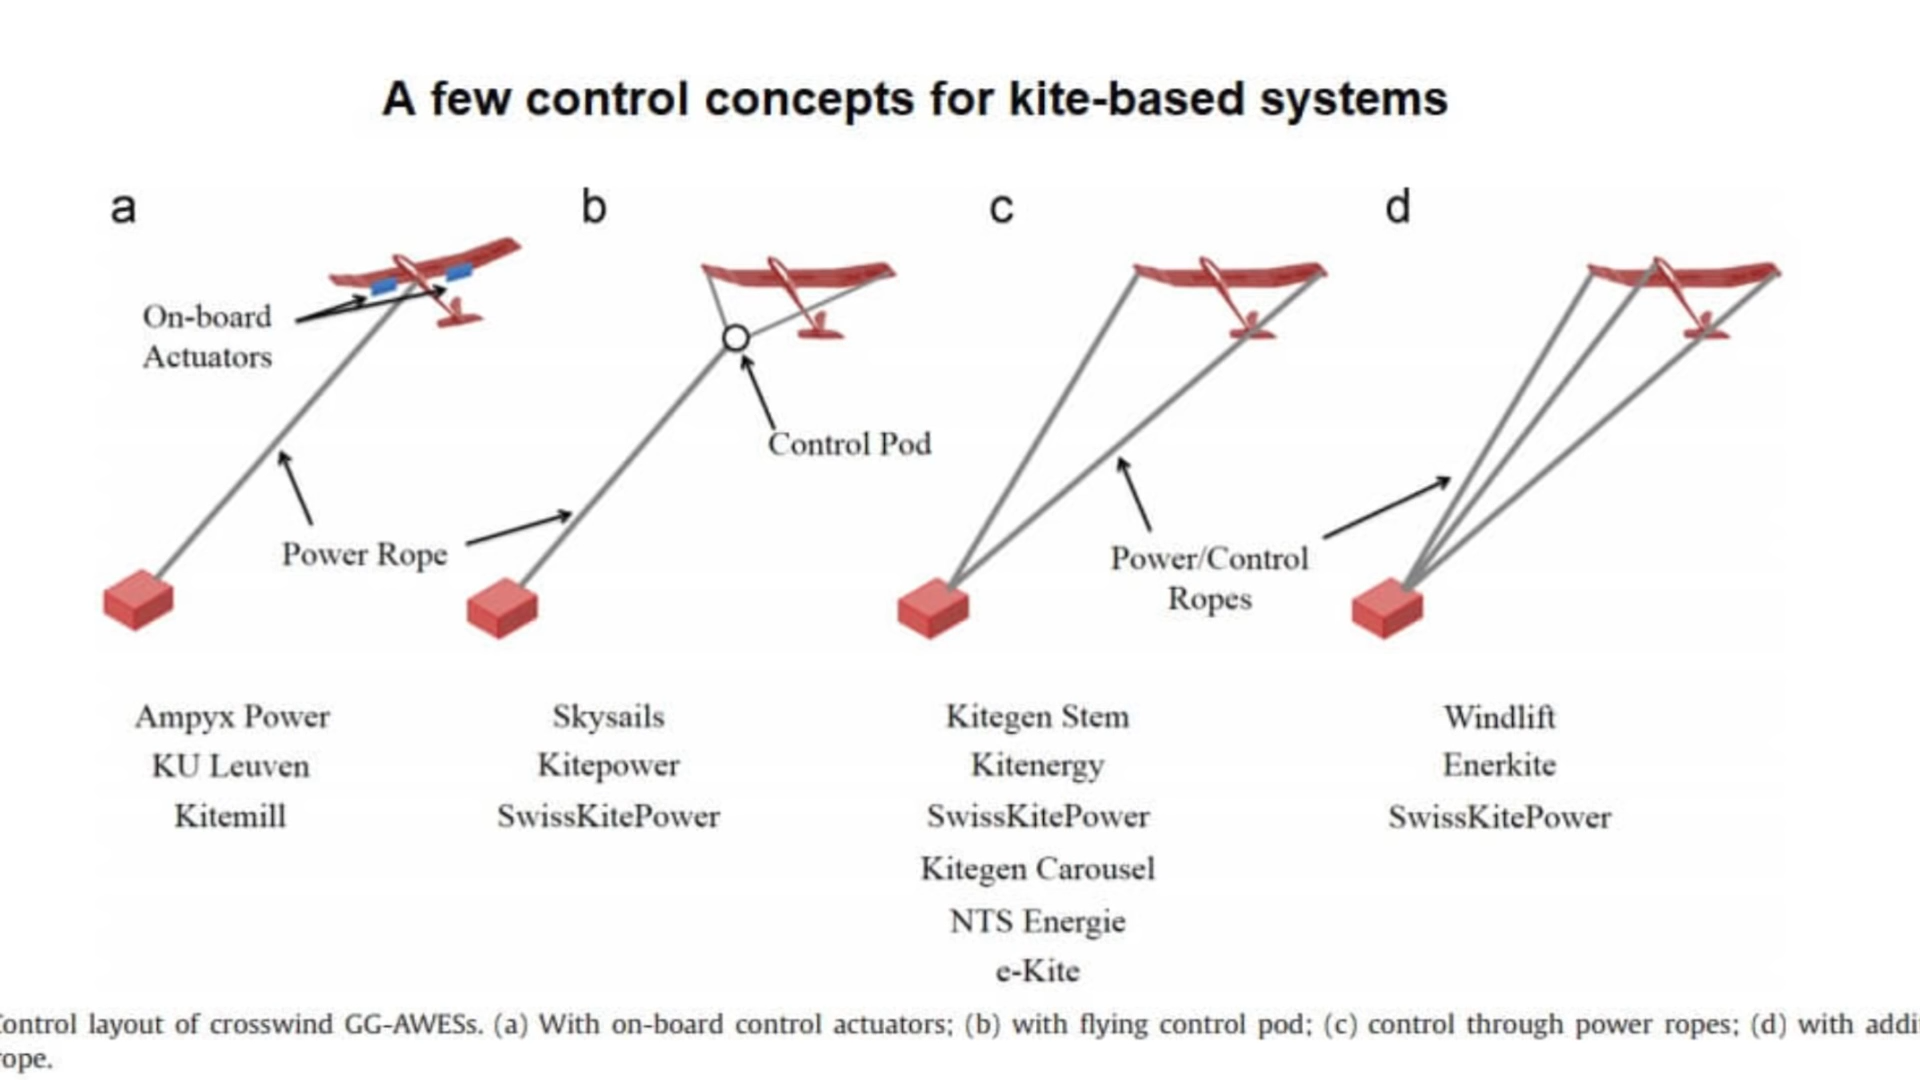 A few control concepts for kite-based systems
a
b
c
d
On-board
Actuators
Control Pod
Power Rope
Power/Control
Ropes
Ampyx Power
KU Leuven
Kitemill
Skysails
Kitepower
SwissKitePower
Kitegen Stem
Kitenergy
SwissKitePower
Kitegen Carousel
NTS Energie
e-Kite
Windlift
Enerkite
SwissKitePower
ontrol layout of crosswind GG-AWESs. (a) With on-board control actuators; (b) with flying control pod; (c) control through power ropes; (d) with addi
ope.